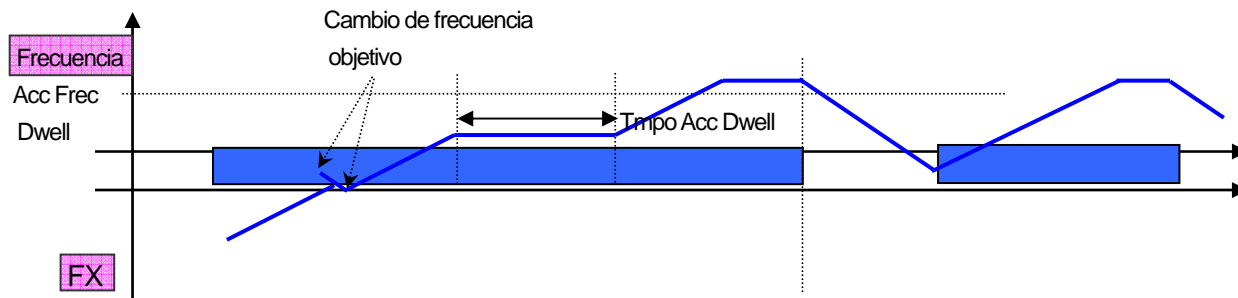 Cambio de frecuencia
objetivo
Frecuencia
Acc Frec
Dwell
Tmpo Acc Dwell
FX